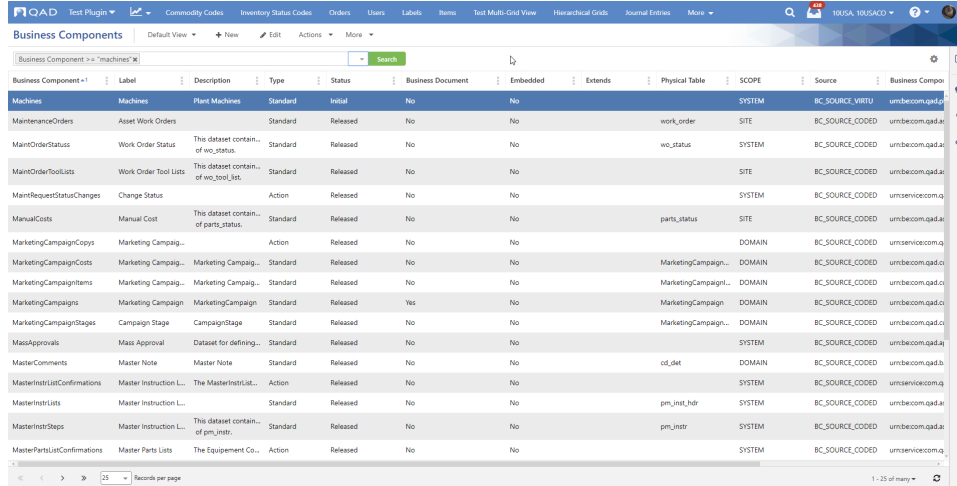 QAD Test Plugin Commodity Codes Inventory Status Codes Orders Users Labels Items Test Multi-Grid View Hierarchical Grids Journal Entries More 438 10USA, 10USACO ?
Business Components Default View + New Edit Actions More
Business Component >= "machines" × Search
Business Component 1 Label Description Type Status Business Document Embedded Extends Physical Table SCOPE Source Business Compor
Machines Machines Plant Machines Standard Initial No No SYSTEM BC_SOURCE_VIRTU urn:be:com.qad.p
MaintenanceOrders Asset Work Orders Standard Released No No work_order SITE BC_SOURCE_CODED urn:be:com.qad.as
MaintOrderStatuss Work Order Status This dataset contain... Standard Released No No wo_status SYSTEM BC_SOURCE_CODED urn:be:com.qad.as
of wo_status.
MaintOrderToolLists Work Order Tool Lists This dataset contain... Standard Released No No SITE BC_SOURCE_CODED urn:be:com.qad.as
of wo_tool_list.
MaintRequestStatusChanges Change Status Action Released No No SYSTEM BC_SOURCE_CODED urn:service:com.q
ManualCosts Manual Cost This dataset contain... Standard Released No No parts_status SITE BC_SOURCE_CODED urn:be:com.qad.as
of parts_status.
MarketingCampaignCopys Marketing Campaig... Action Released No No DOMAIN BC_SOURCE_CODED urn:service:com.q
MarketingCampaignCosts Marketing Campaig... Marketing Campaig... Standard Released No No MarketingCampaign... DOMAIN BC_SOURCE_CODED urn:be:com.qad.cu
MarketingCampaignItems Marketing Campaig... Marketing Campaig... Standard Released No No MarketingCampaignI... DOMAIN BC_SOURCE_CODED urn:be:com.qad.cu
MarketingCampaigns Marketing Campaign MarketingCampaign Standard Released Yes No MarketingCampaign DOMAIN BC_SOURCE_CODED urn:be:com.qad.cu
MarketingCampaignStages Campaign Stage CampaignStage Standard Released No No MarketingCampaign... DOMAIN BC_SOURCE_CODED urn:be:com.qad.cu
MassApprovals Mass Approval Dataset for defining... Standard Released No No SYSTEM BC_SOURCE_CODED urn:be:com.qad.a
MasterComments Master Note Master Note Standard Released No No cd_det DOMAIN BC_SOURCE_CODED urn:be:com.qad.b
MasterInstrListConfirmations Master Instruction L... The MasterInstrList... Action Released No No SYSTEM BC_SOURCE_CODED urn:service:com.q
MasterInstrLists Master Instruction L... Standard Released No No pm_inst_hdr SYSTEM BC_SOURCE_CODED urn:be:com.qad.as
MasterInstrSteps Master Instruction L... This dataset contain... Standard Released No No pm_instr SYSTEM BC_SOURCE_CODED urn:be:com.qad.as
of pm_instr.
MasterPartsListConfirmations Master Parts Lists The Equipement Co... Action Released No No SYSTEM BC_SOURCE_CODED urn:service:com.q
25 Records per page 1 - 25 of many